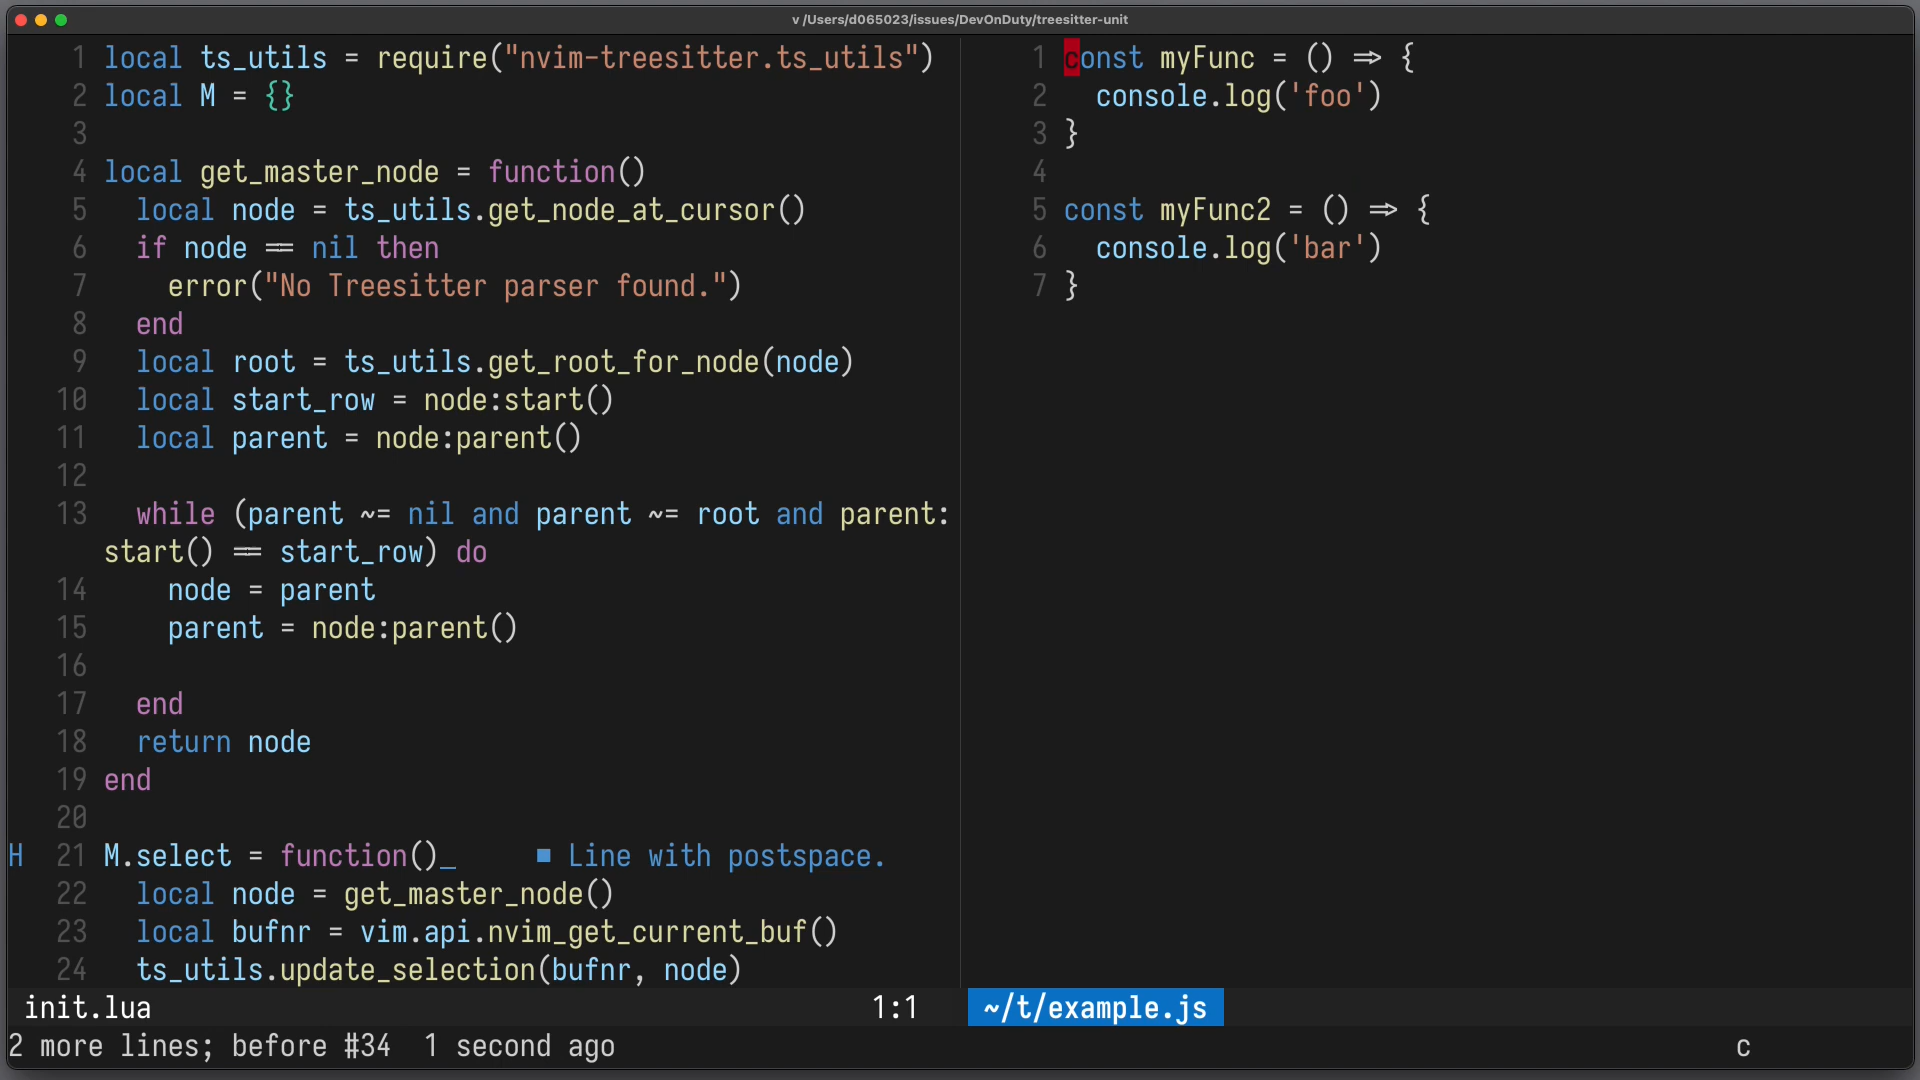 v /Users/d065023/issues/DevOnDuty/treesitter-unit
1 local ts_utils = require("nvim-treesitter.ts_utils")
2 local M = {}
3
4 local get_master_node = function()
5   local node = ts_utils.get_node_at_cursor()
6   if node == nil then
7     error("No Treesitter parser found.")
8   end
9   local root = ts_utils.get_root_for_node(node)
10   local start_row = node:start()
11   local parent = node:parent()
12
13   while (parent ~= nil and parent ~= root and parent:
start() == start_row) do
14     node = parent
15     parent = node:parent()
16
17   end
18   return node
19 end
20
H 21 M.select = function()_     ■ Line with postspace.
22   local node = get_master_node()
23   local bufnr = vim.api.nvim_get_current_buf()
24   ts_utils.update_selection(bufnr, node)
init.lua 1:1
1 const myFunc = () => {
2   console.log('foo')
3 }
4
5 const myFunc2 = () => {
6   console.log('bar')
7 }
~/t/example.js
2 more lines; before #34  1 second ago
c